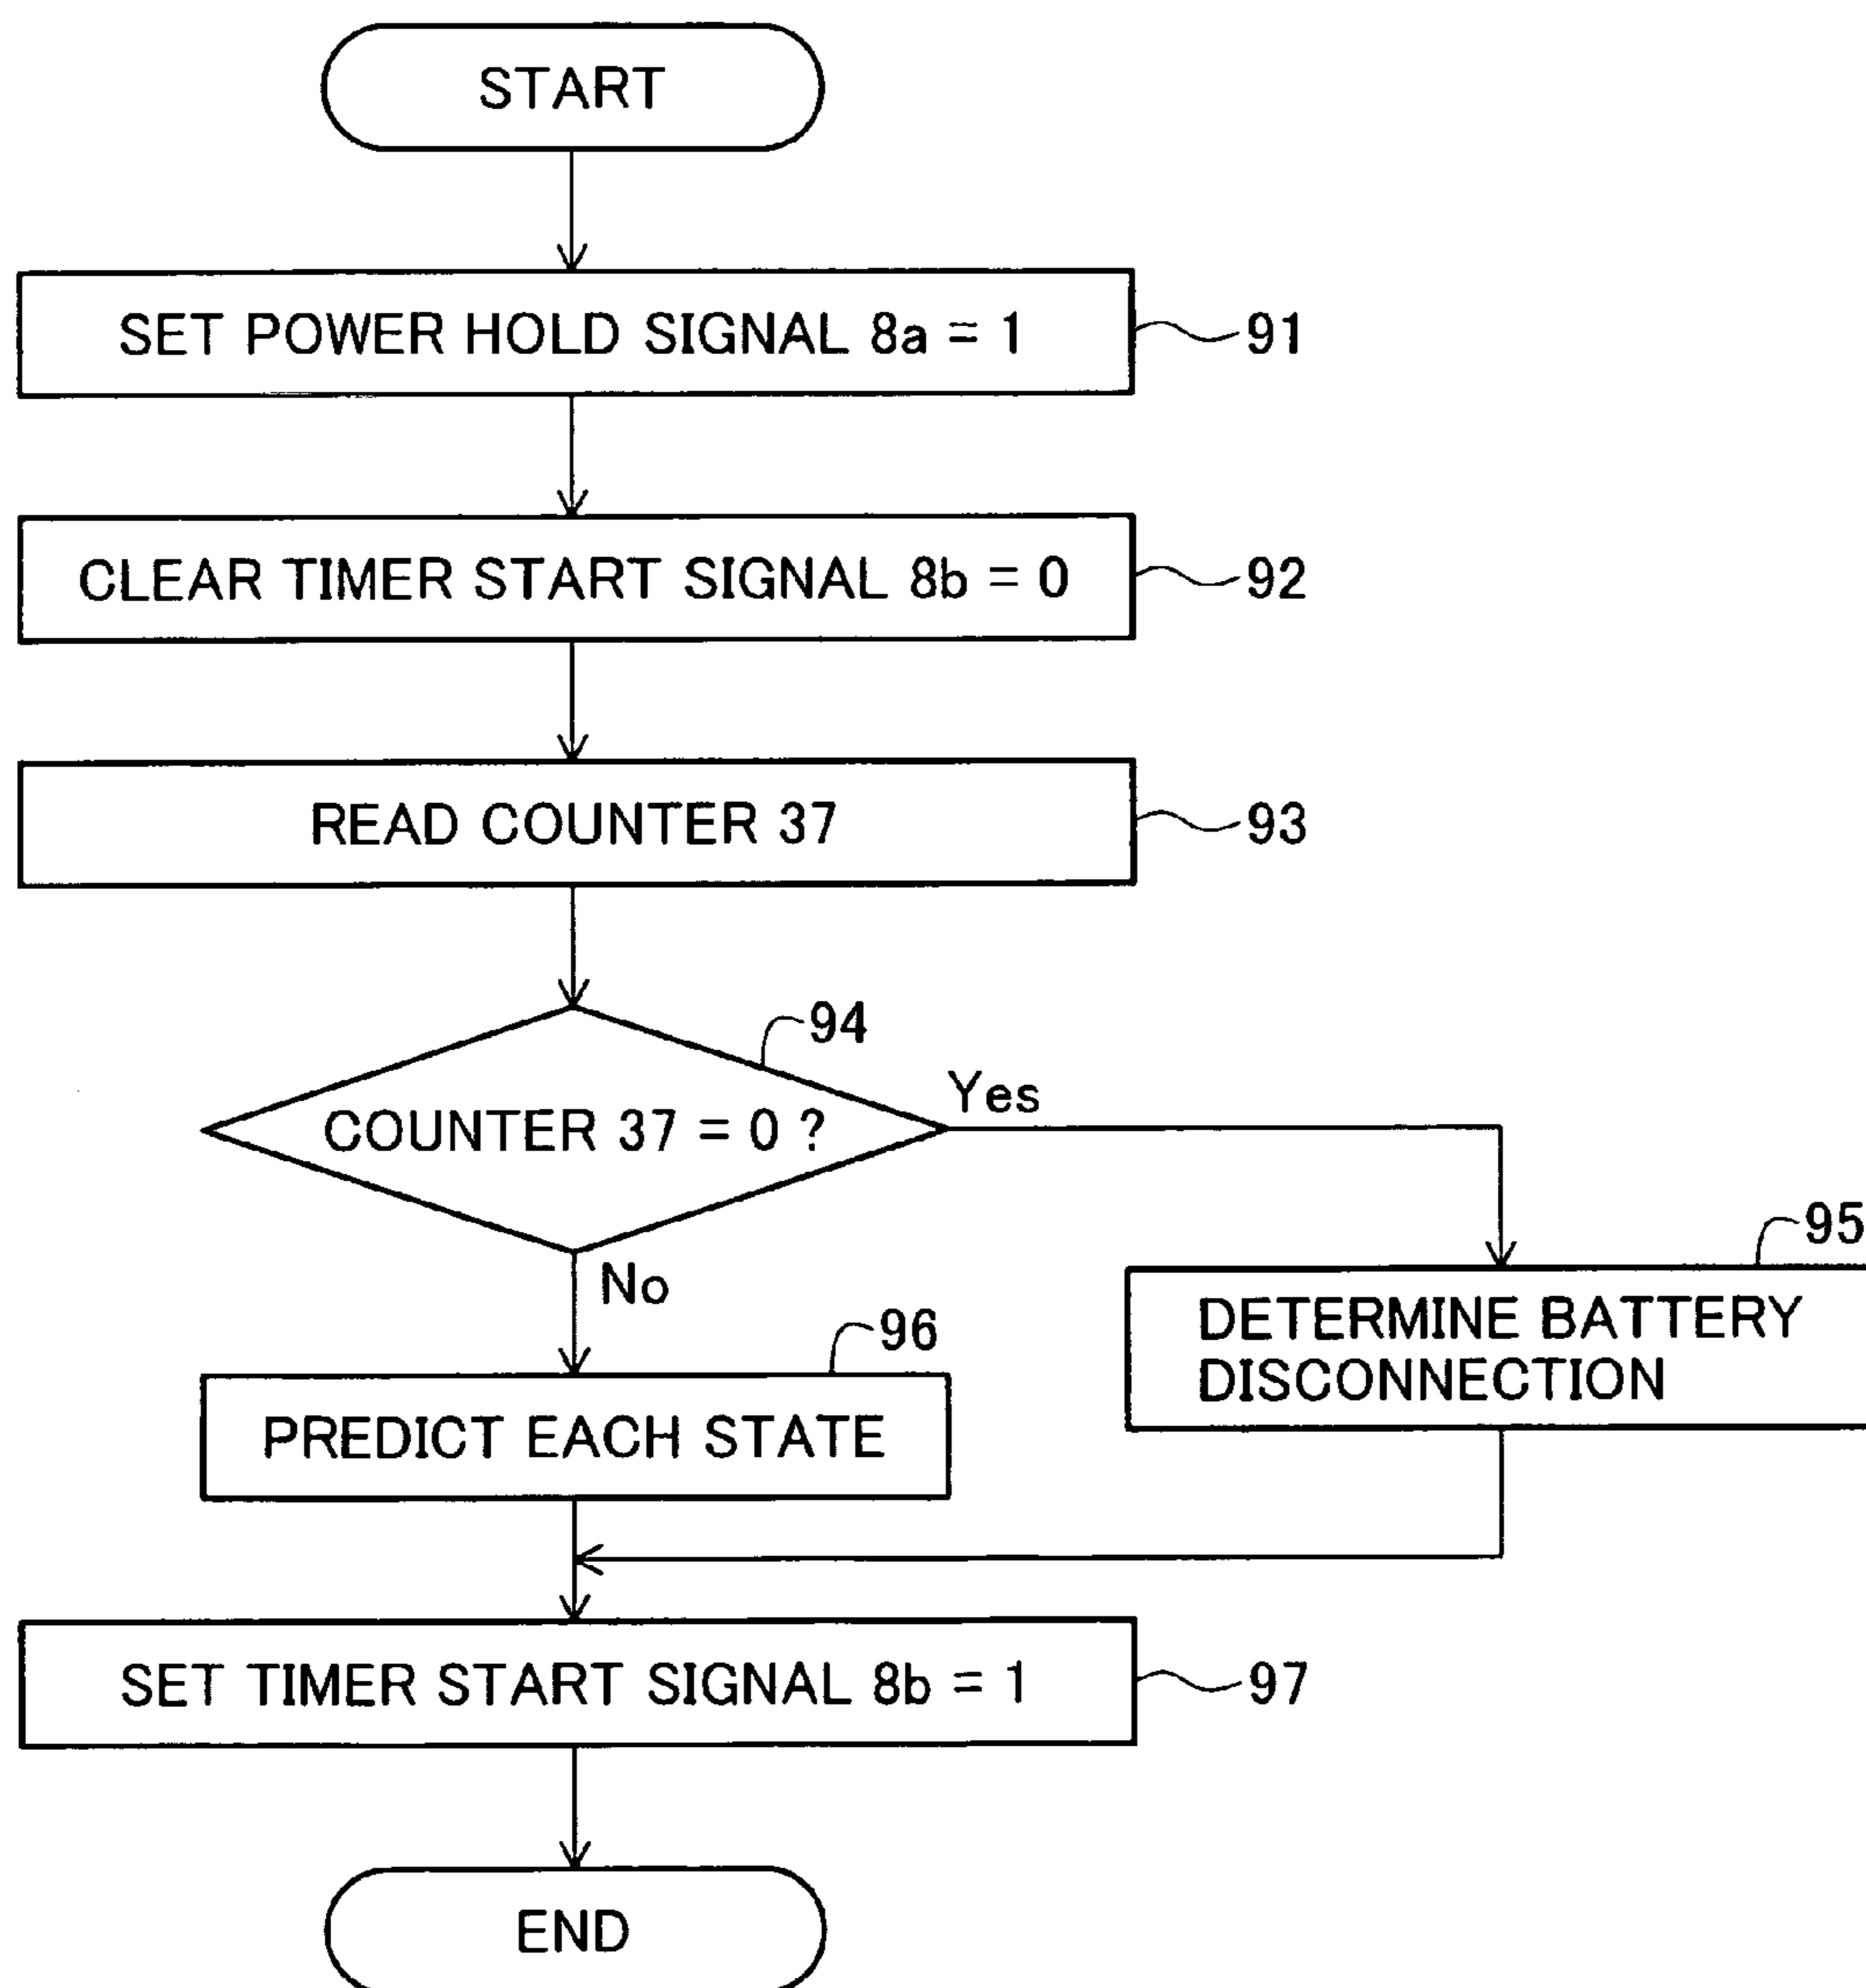 START
SET POWER HOLD SIGNAL 8a = 1
91
CLEAR TIMER START SIGNAL 8b = 0
92
READ COUNTER 37
93
94
COUNTER 37 = 0 ?
Yes
No
95
DETERMINE BATTERY
DISCONNECTION
96
PREDICT EACH STATE
SET TIMER START SIGNAL 8b = 1
97
END